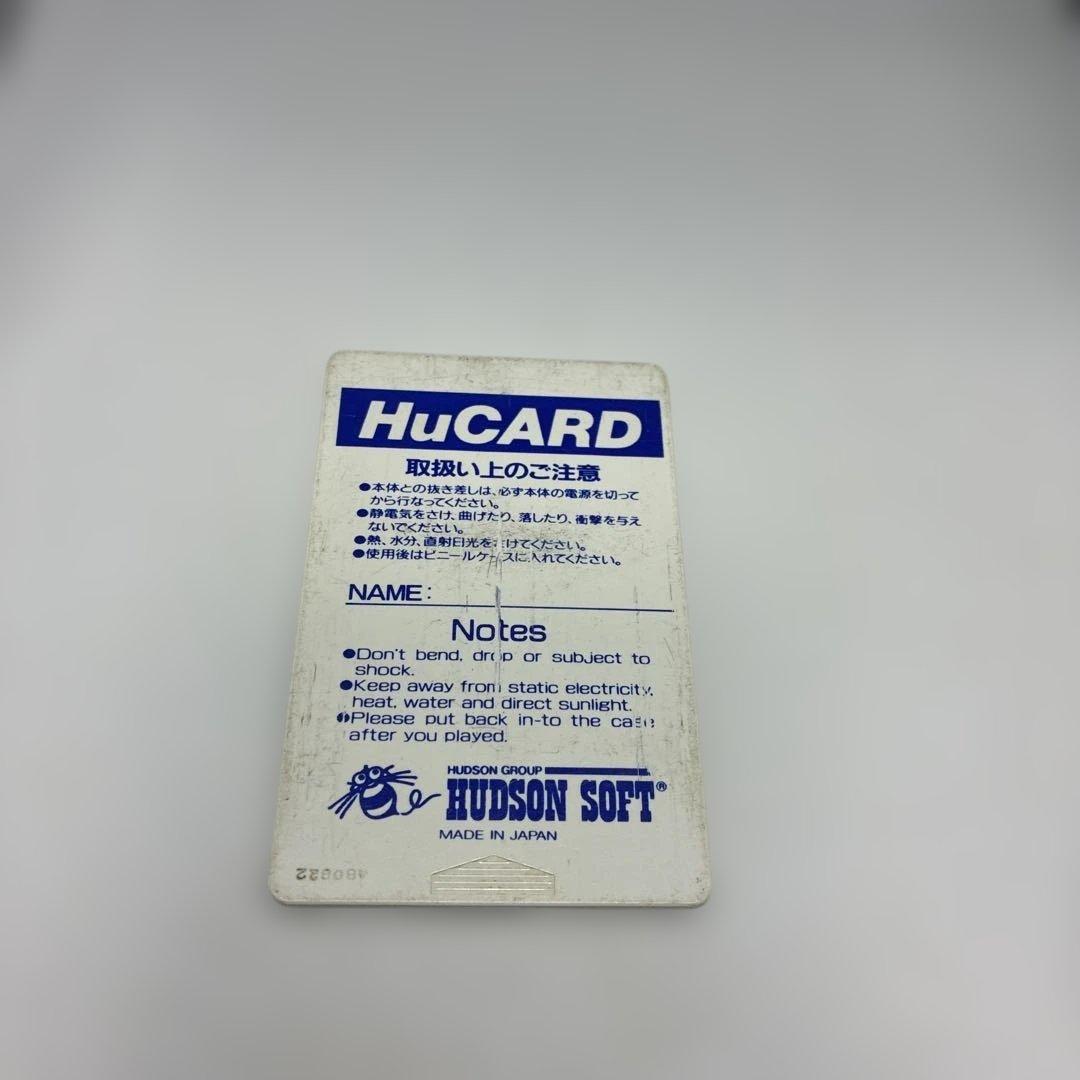 HuCARD
取扱い上のご注意
●本体との抜き差しは、必ず本体の電源を切って
から行なってください。
●静電気をさけ、曲げたり、落したり、衝撃を与え
ないでください。
●熱、水分、直射日光をさけてください。
●使用後はビニールケースに入れてください。
NAME:
Notes
●Don't bend, drop or subject to
shock.
●Keep away from static electricity,
heat, water and direct sunlight.
●Please put back in-to the case
after you played.
HUDSON GROUP
HUDSON SOFT®
MADE IN JAPAN